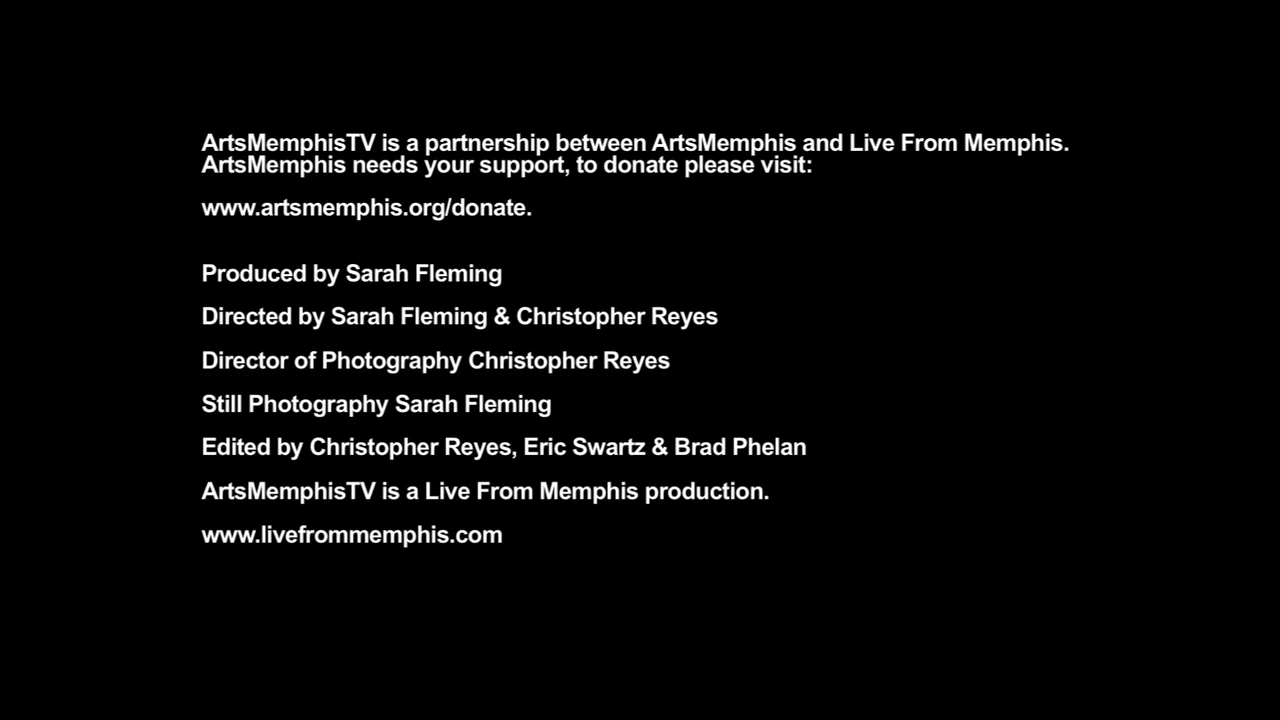 ArtsMemphisTV is a partnership between ArtsMemphis and Live From Memphis.
ArtsMemphis needs your support, to donate please visit:
www.artsmemphis.org/donate.
Produced by Sarah Fleming
Directed by Sarah Fleming & Christopher Reyes
Director of Photography Christopher Reyes
Still Photography Sarah Fleming
Edited by Christopher Reyes, Eric Swartz & Brad Phelan
ArtsMemphisTV is a Live From Memphis production.
www.livefrommemphis.com